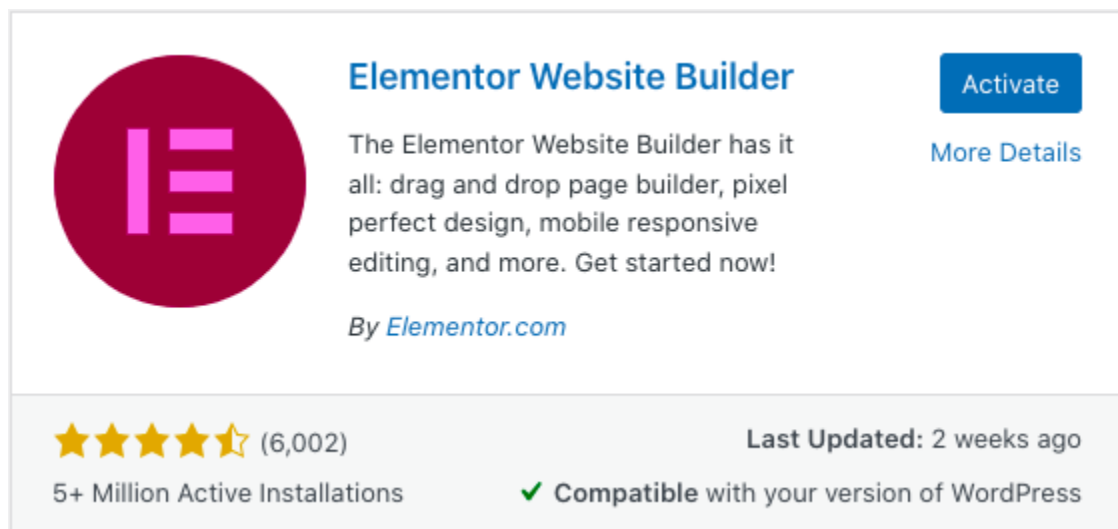 Elementor Website Builder
Activate
More Details
The Elementor Website Builder has it
all: drag and drop page builder, pixel
perfect design, mobile responsive
editing, and more. Get started now!
By Elementor.com
(6,002)
Last Updated: 2 weeks ago
5+ Million Active Installations
Compatible with your version of WordPress